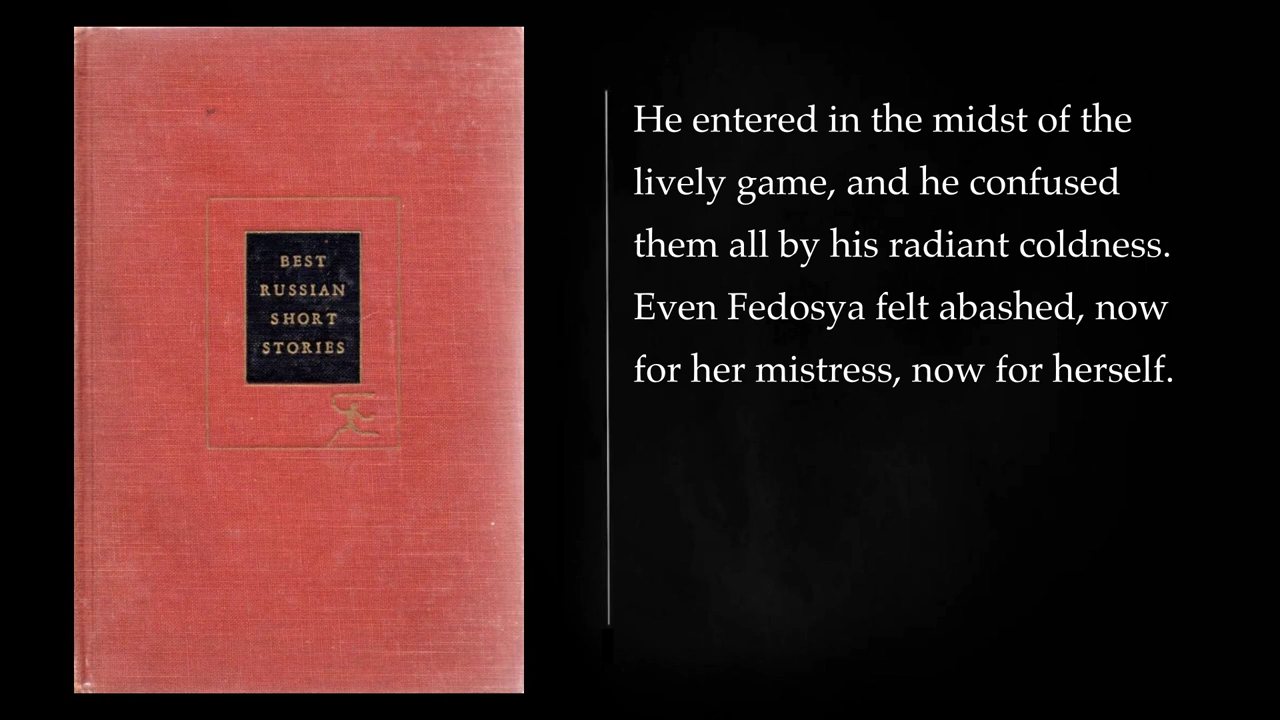 BEST
RUSSIAN
SHORT
STORIES
He entered in the midst of the
lively game, and he confused
them all by his radiant coldness.
Even Fedosya felt abashed, now
for her mistress, now for herself.